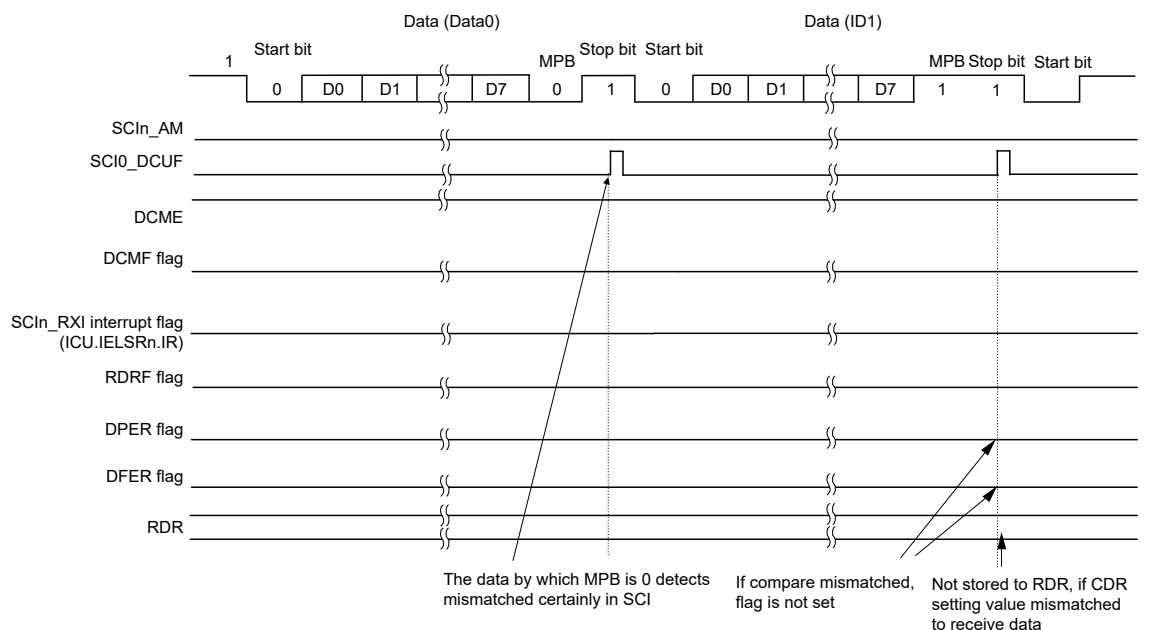 Data (Data0) Data (ID1)
1 Start bit MPB Stop bit Start bit MPB Stop bit Start bit
0 D0 D1 D7 0 1 0 D0 D1 D7 1 1
SCIn_AM
SCI0_DCUF
DCME
DCMF flag
SCIn_RXI interrupt flag
(ICU.IELSRn.IR)
RDRF flag
DPER flag
DFER flag
RDR
The data by which MPB is 0 detects
mismatched certainly in SCI
If compare mismatched,
flag is not set
Not stored to RDR, if CDR
setting value mismatched
to receive data